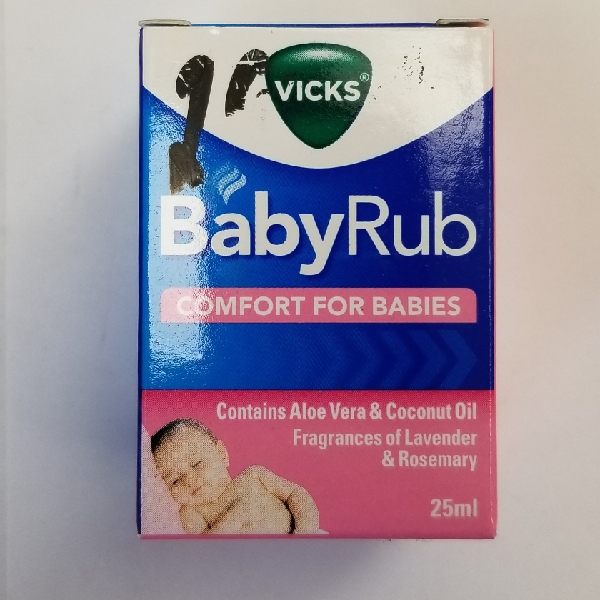 VICKS®
BabyRub
COMFORT FOR BABIES
Contains Aloe Vera & Coconut Oil
Fragrances of Lavender
& Rosemary
25ml